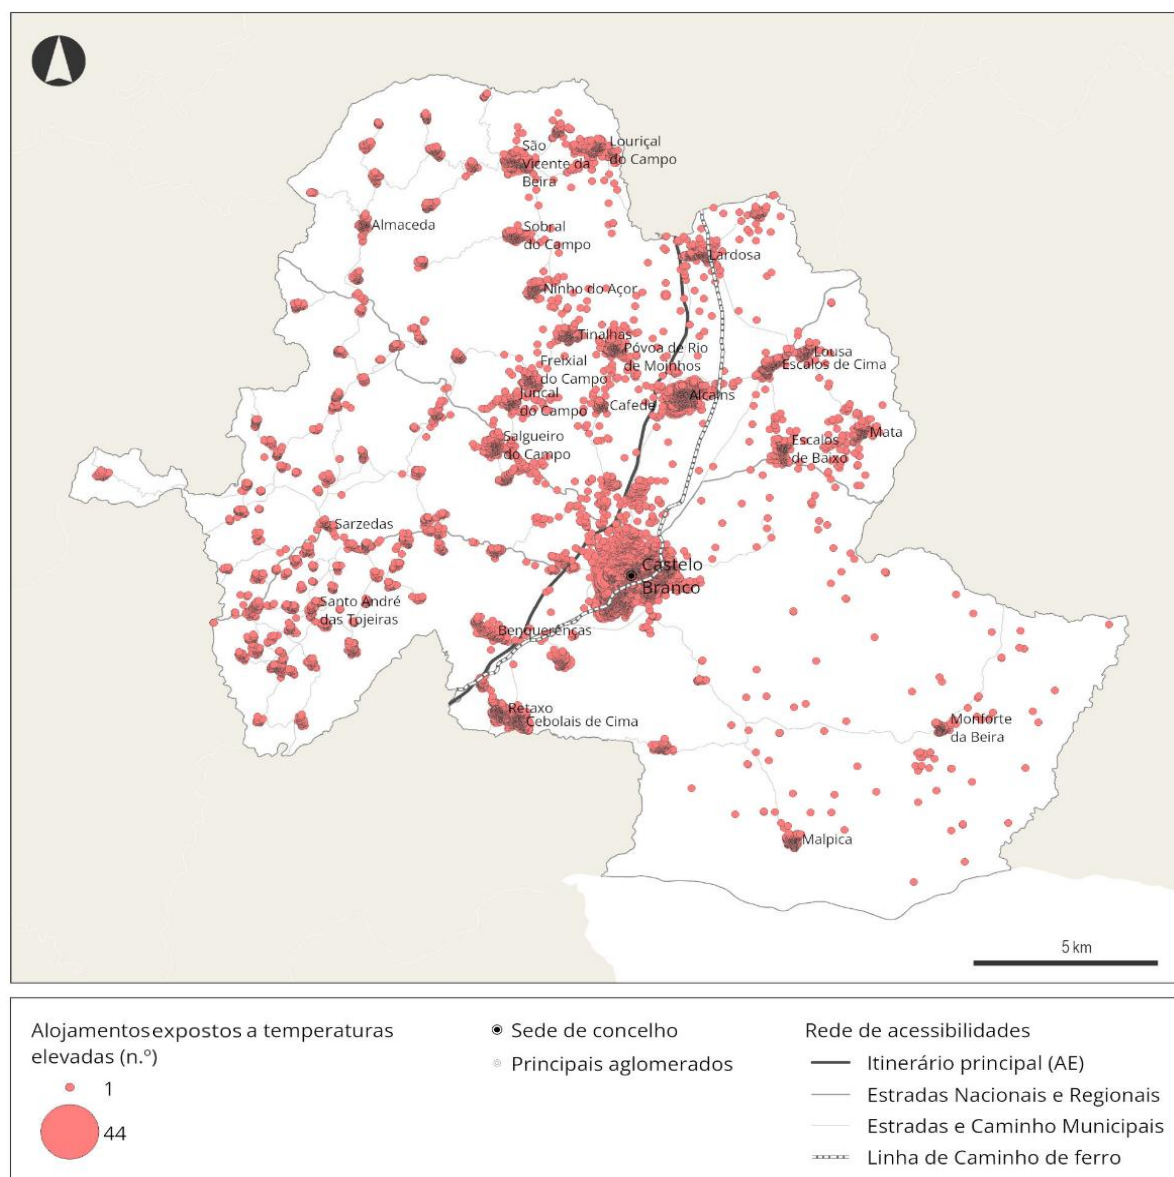 São
Vicente da
Beira
Louriçal
do Campo
Almaceda
Sobral
do Campo
Lardosa
Ninho do Açor
Tinalhas
Póvoa de Rio
de Moinhos
Lousa
Escalos de Cima
Freixial
do Campo
Juncal
do Campo
Cafede
Alcains
Salgueiro
do Campo
Escalos
de Baixo
Mata
Sarzedas
Castelo
Branco
Santo André
das Tojeiras
Benquerenças
Retaxo
Cebolais de Cima
Monforte
da Beira
Malpica
5 km
Alojamentos expostos a temperaturas
elevadas (n.º)
1
44
Sede de concelho
Principais aglomerados
Rede de acessibilidades
Itinerário principal (AE)
Estradas Nacionais e Regionais
Estradas e Caminho Municipais
Linha de Caminho de ferro